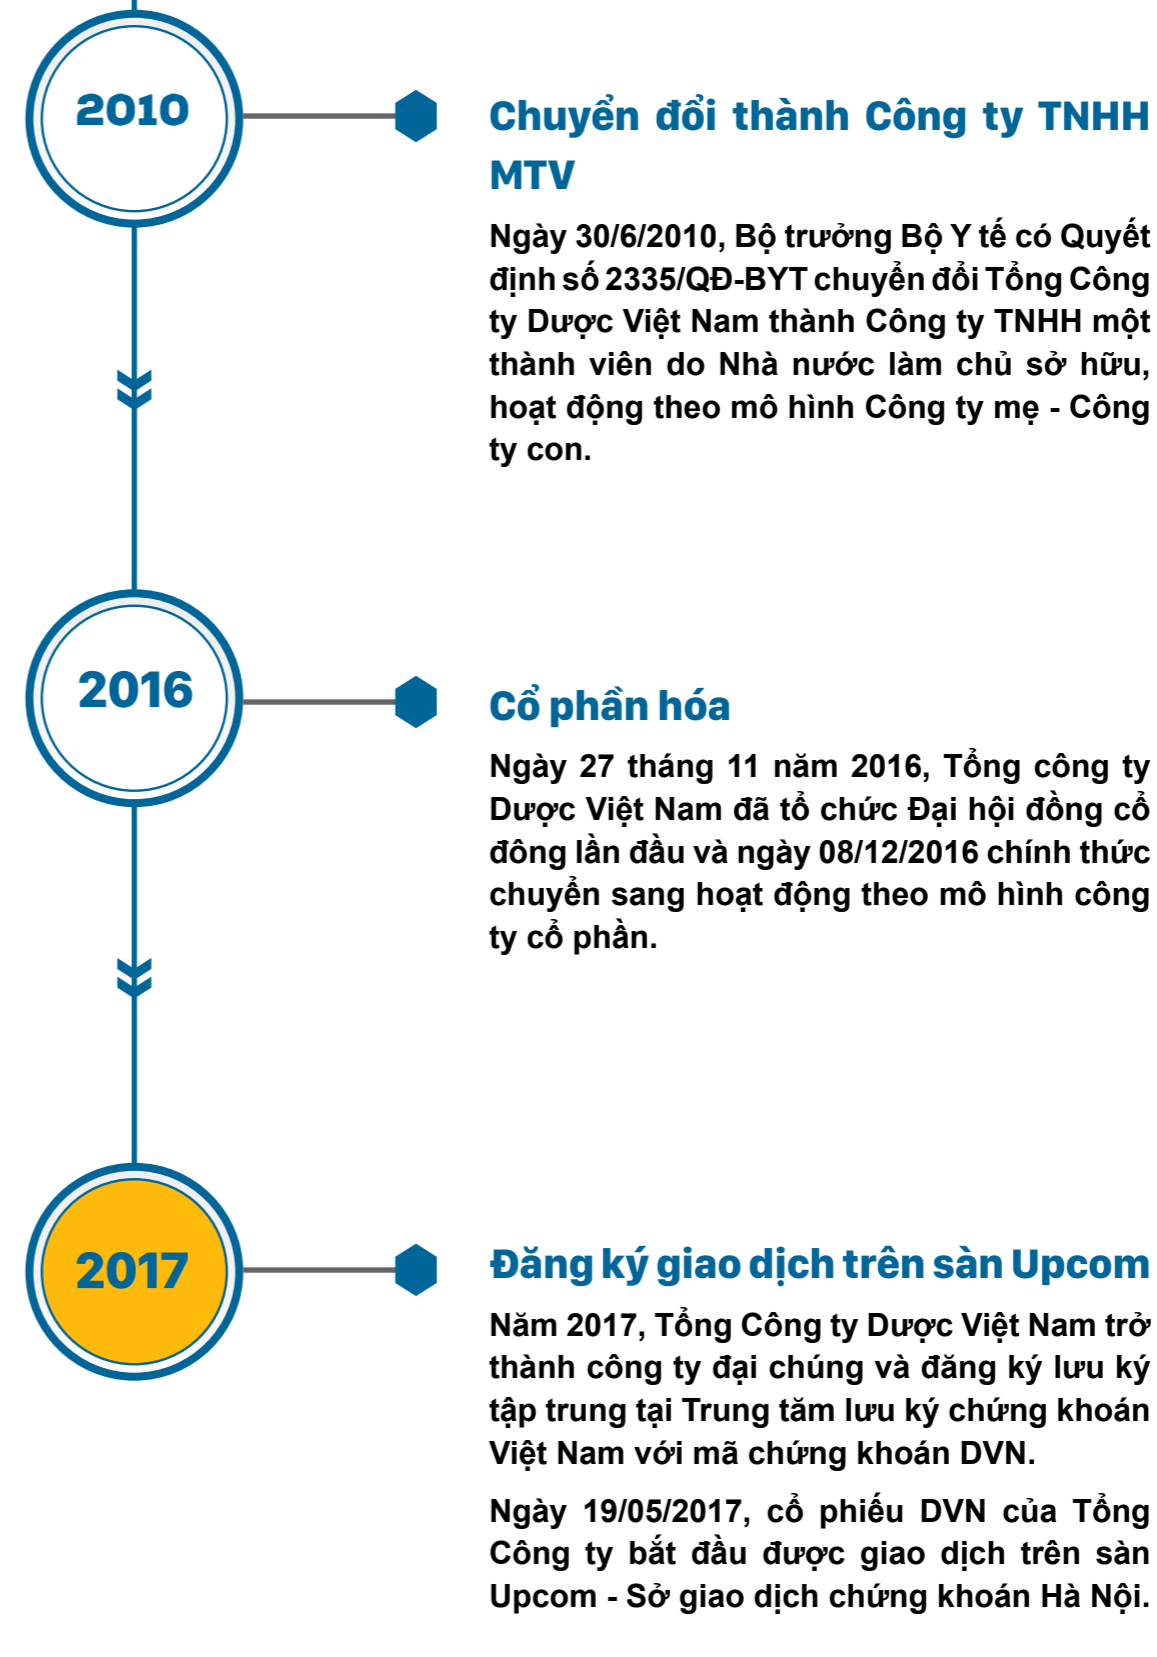 2010
Chuyển đổi thành Công ty TNHH
MTV
Ngày 30/6/2010, Bộ trưởng Bộ Y tế có Quyết
định số 2335/QĐ-BYT chuyển đổi Tổng Công
ty Dược Việt Nam thành Công ty TNHH một
thành viên do Nhà nước làm chủ sở hữu,
hoạt động theo mô hình Công ty mẹ - Công
ty con.
2016
Cổ phần hóa
Ngày 27 tháng 11 năm 2016, Tổng công ty
Dược Việt Nam đã tổ chức Đại hội đồng cổ
đông lần đầu và ngày 08/12/2016 chính thức
chuyển sang hoạt động theo mô hình công
ty cổ phần.
2017
Đăng ký giao dịch trên sàn Upcom
Năm 2017, Tổng Công ty Dược Việt Nam trở
thành công ty đại chúng và đăng ký lưu ký
tập trung tại Trung tăm lưu ký chứng khoán
Việt Nam với mã chứng khoán DVN.
Ngày 19/05/2017, cổ phiếu DVN của Tổng
Công ty bắt đầu được giao dịch trên sàn
Upcom - Sở giao dịch chứng khoán Hà Nội.